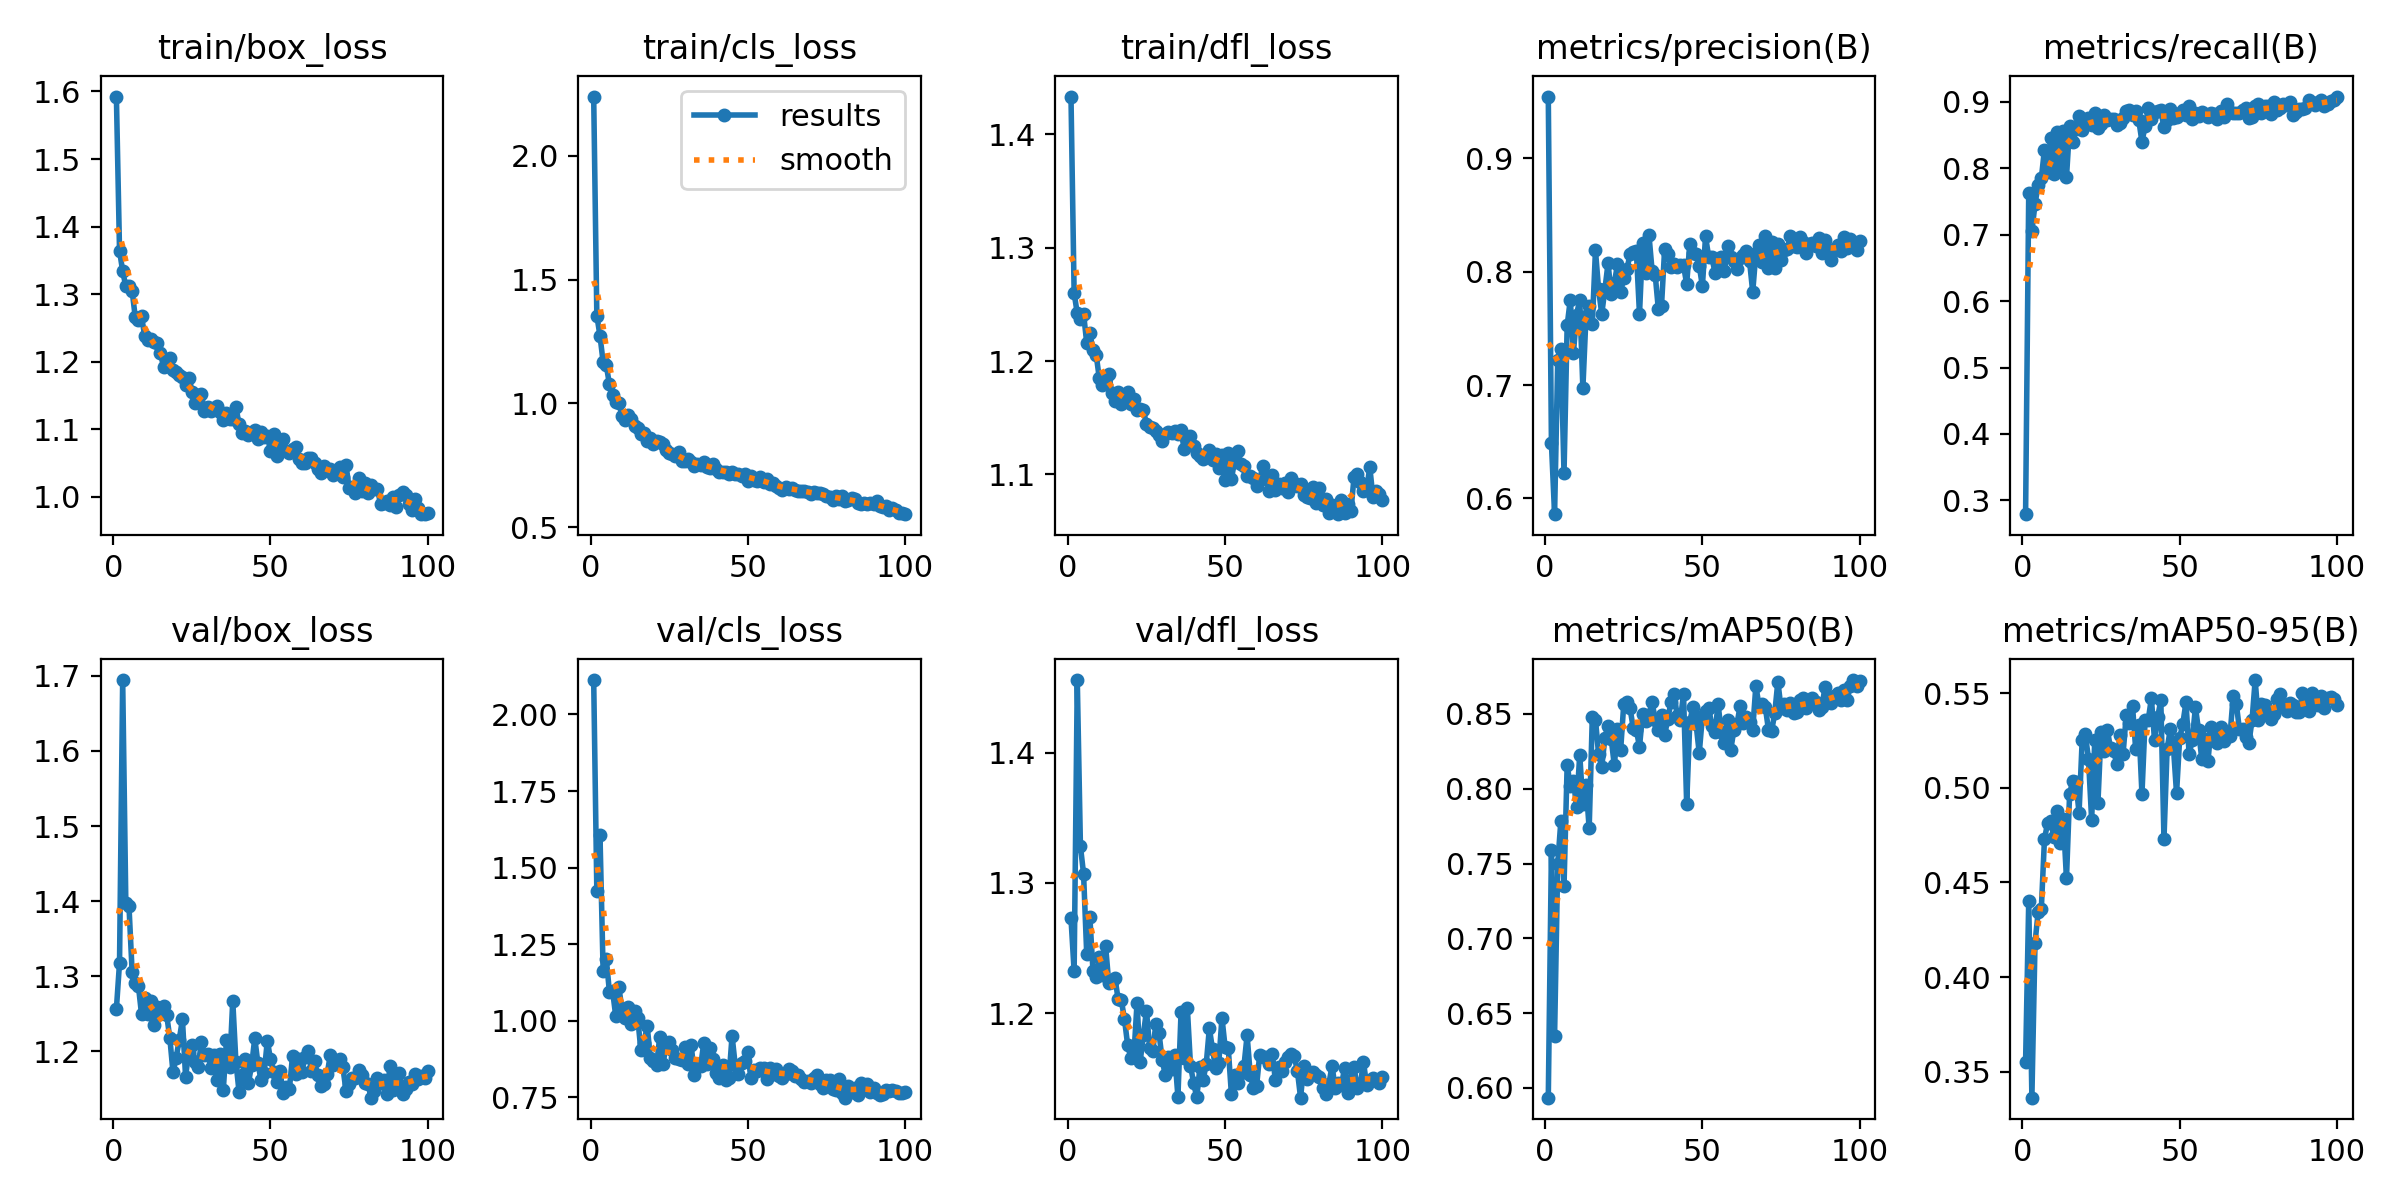 train/box_loss
1.6
1.5
1.4
1.3
1.2
1.1
1.0
0 50 100
train/cls_loss
results
smooth
2.0
1.5
1.0
0.5
0 50 100
train/dfl_loss
1.4
1.3
1.2
1.1
0 50 100
metrics/precision(B)
0.9
0.8
0.7
0.6
0 50 100
metrics/recall(B)
0.9
0.8
0.7
0.6
0.5
0.4
0.3
0 50 100
val/box_loss
1.7
1.6
1.5
1.4
1.3
1.2
0 50 100
val/cls_loss
2.00
1.75
1.50
1.25
1.00
0.75
0 50 100
val/dfl_loss
1.4
1.3
1.2
0 50 100
metrics/mAP50(B)
0.85
0.80
0.75
0.70
0.65
0.60
0 50 100
metrics/mAP50-95(B)
0.55
0.50
0.45
0.40
0.35
0 50 100